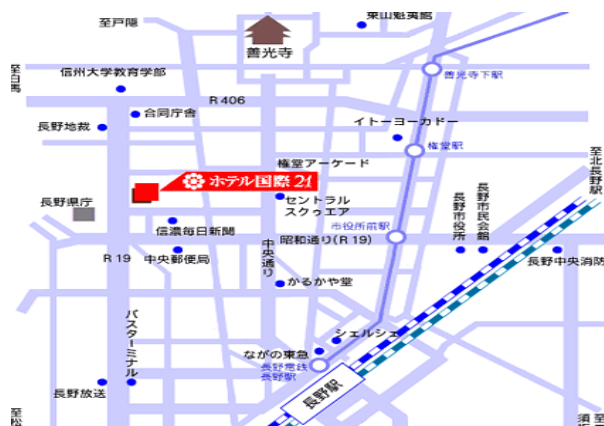 至戸隠
東山魁夷館
善光寺
至白馬
信州大学教育学部
善光寺下駅
R 406
合同庁舎
イトーヨーカドー
長野地裁
権堂駅
権堂アーケード
至北長野駅
ホテル国際21
長野県庁
セントラル
スクゥエア
長野市役所
長野市民会館
市役所前駅
信濃毎日新聞
昭和通り(R 19)
中央郵便局
R 19
中央通り
長野中央消防
かるかや堂
バスターミナル
シェルシェ
ながの東急
長野電鉄
長野駅
長野駅
長野放送
至松